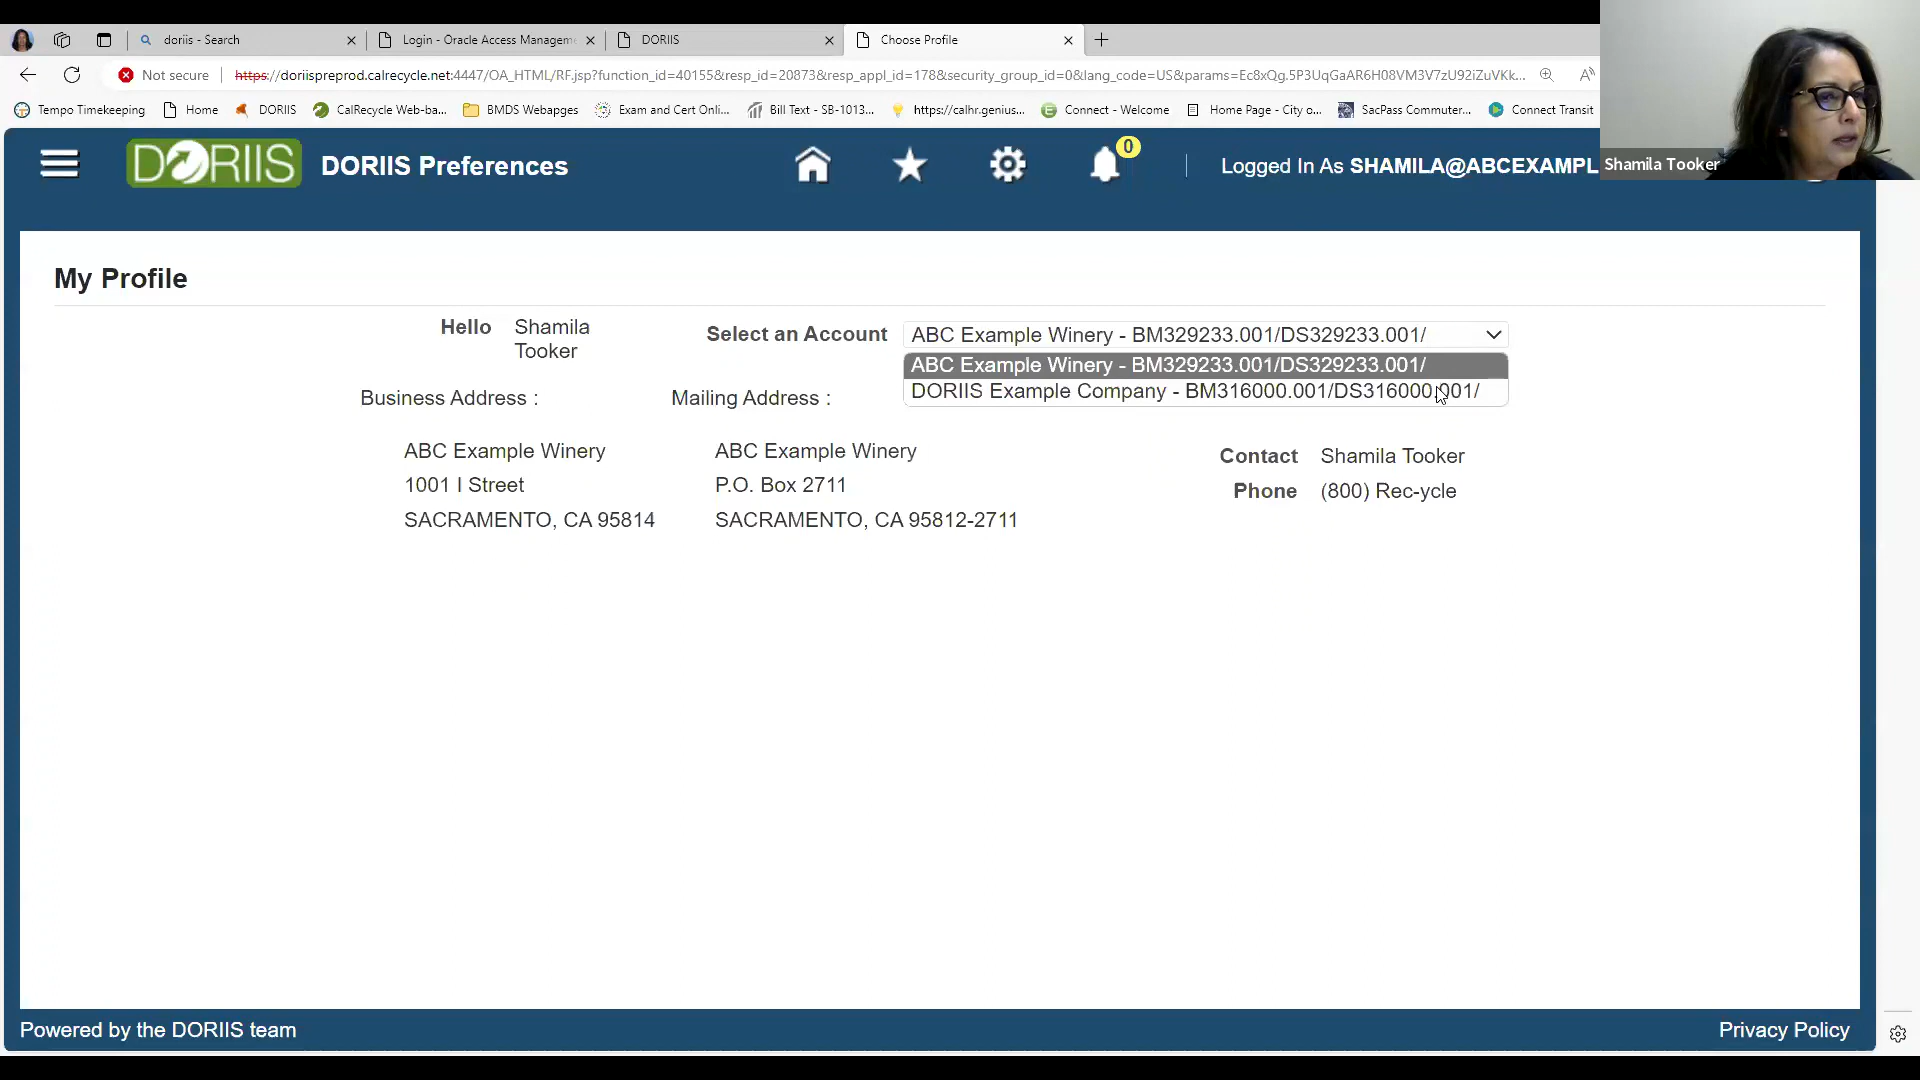 doriis - Search
Login - Oracle Access Managem
DORIIS
Choose Profile
Not secure
https://doriispreprod.calrecycle.net:4447/OA_HTML/RF.jsp?function_id=40155&resp_id=20873&resp_appl_id=178&security_group_id=0&lang_code=US&params=Ec8xQg.5P3UqGaAR6H08VM3V7zU92iZuVKk...
Tempo Timekeeping
Home
DORIIS
CalRecycle Web-ba...
BMDS Webapges
Exam and Cert Onli...
Bill Text - SB-1013...
https://calhr.genius...
Connect - Welcome
Home Page - City o...
SacPass Commuter...
Connect Transit
Shamila Tooker
DORIIS
DORIIS Preferences
0
Logged In As SHAMILA@ABCEXAMPL
My Profile
Hello
Shamila
Tooker
Select an Account
ABC Example Winery - BM329233.001/DS329233.001/
ABC Example Winery - BM329233.001/DS329233.001/
DORIIS Example Company - BM316000.001/DS316000.001/
Business Address :
Mailing Address :
ABC Example Winery
1001 I Street
SACRAMENTO, CA 95814
ABC Example Winery
P.O. Box 2711
SACRAMENTO, CA 95812-2711
Contact Shamila Tooker
Phone (800) Rec-ycle
Powered by the DORIIS team
Privacy Policy